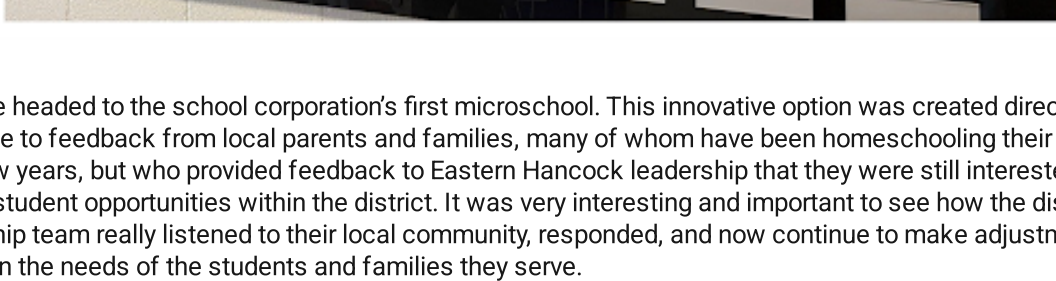 headed to the school corporation’s first microschool. This innovative option was created
to feedback from local parents and families, many of whom have been homeschooling their
years, but who provided feedback to Eastern Hancock leadership that they were still
student opportunities within the district. It was very interesting and important to see how the
team really listened to their local community, responded, and now continue to make
the needs of the students and families they serve.